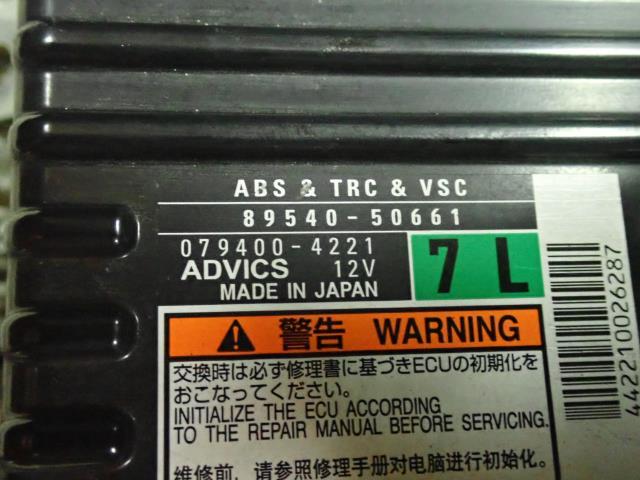 ABS & TRC & VSC
89540-50661
079400-4221
ADVICS 12V
MADE IN JAPAN
7 L
442210026287
警告 WARNING
交換時は必ず修理書に基づきECUの初期化を
おこなってください。
INITIALIZE THE ECU ACCORDING
TO THE REPAIR MANUAL BEFORE SERVICING.
维修前，请参照修理手册对电脑进行初始化。